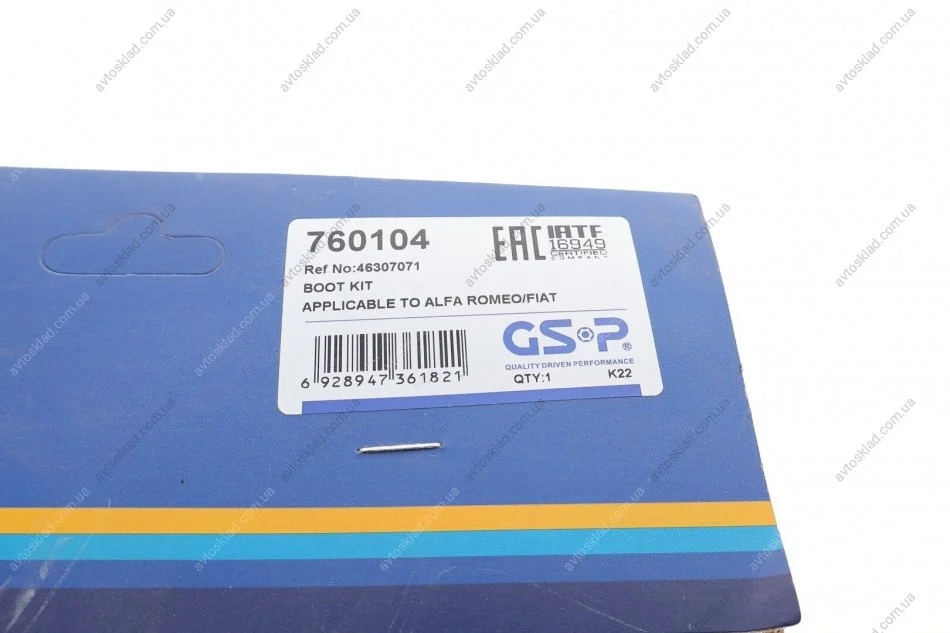 760104
EAC
IATF
16949
CERTIFIED
COMPANY
Ref No:46307071
BOOT KIT
APPLICABLE TO ALFA ROMEO/FIAT
GSP®
QUALITY DRIVEN PERFORMANCE
6 928947 361821
QTY:1
K22
avtosklad.com.ua